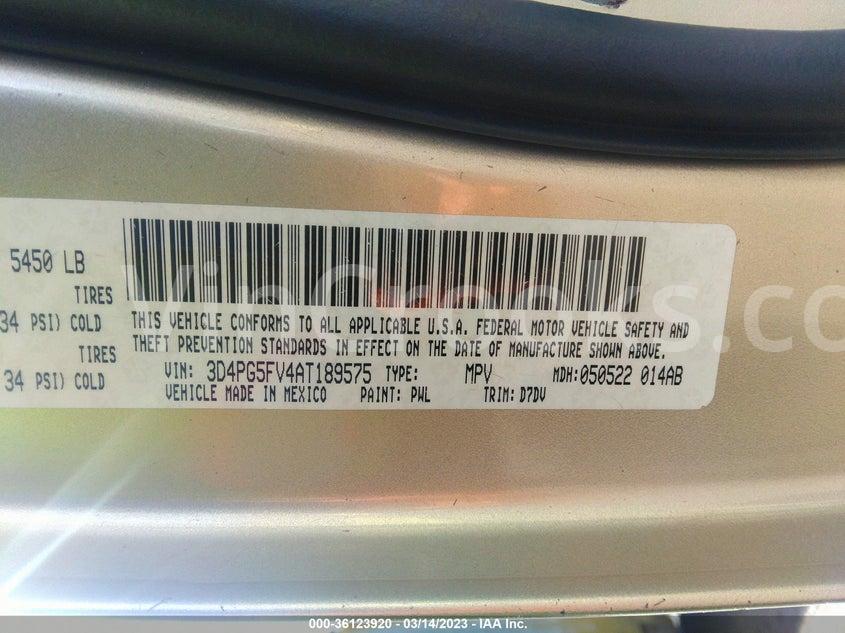 5450 LB
TIRES
34 PSI) COLD
TIRES
34 PSI) COLD
THIS VEHICLE CONFORMS TO ALL APPLICABLE U.S.A. FEDERAL MOTOR VEHICLE SAFETY AND
THEFT PREVENTION STANDARDS IN EFFECT ON THE DATE OF MANUFACTURE SHOWN ABOVE.
VIN: 3D4PG5FV4AT189575 TYPE: MPV MDH:050522 014AB
VEHICLE MADE IN MEXICO PAINT: PWL TRIM: D7DV
VinCrooks.co
000-36123920 - 03/14/2023 - IAA Inc.